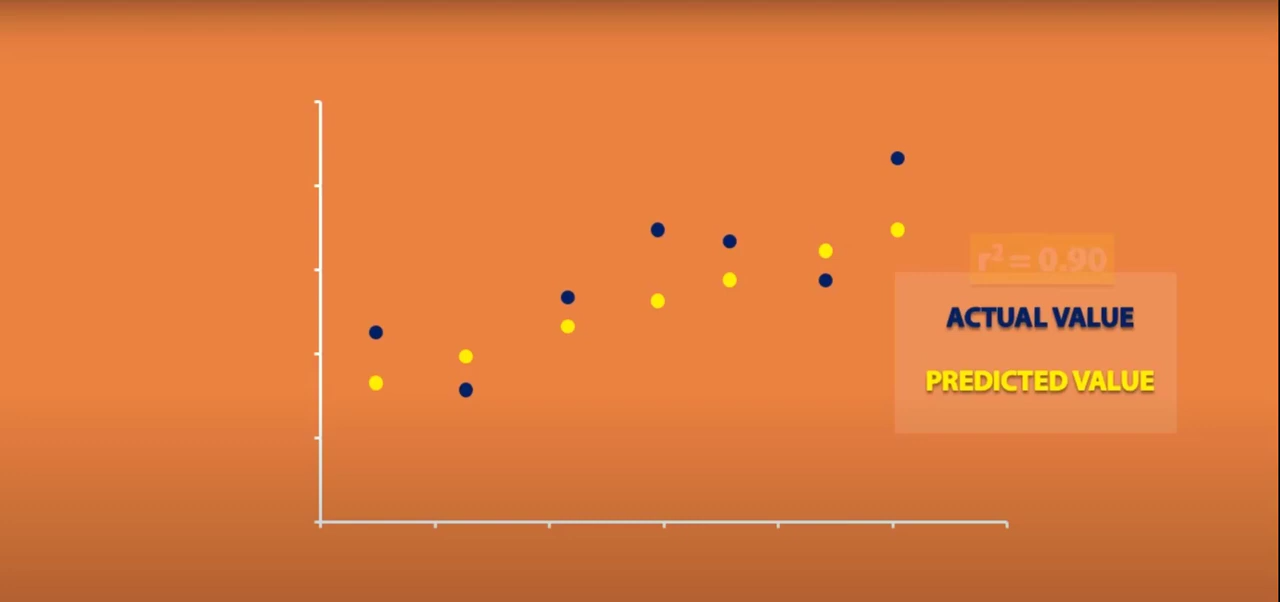 r² = 0.90
ACTUAL VALUE
PREDICTED VALUE